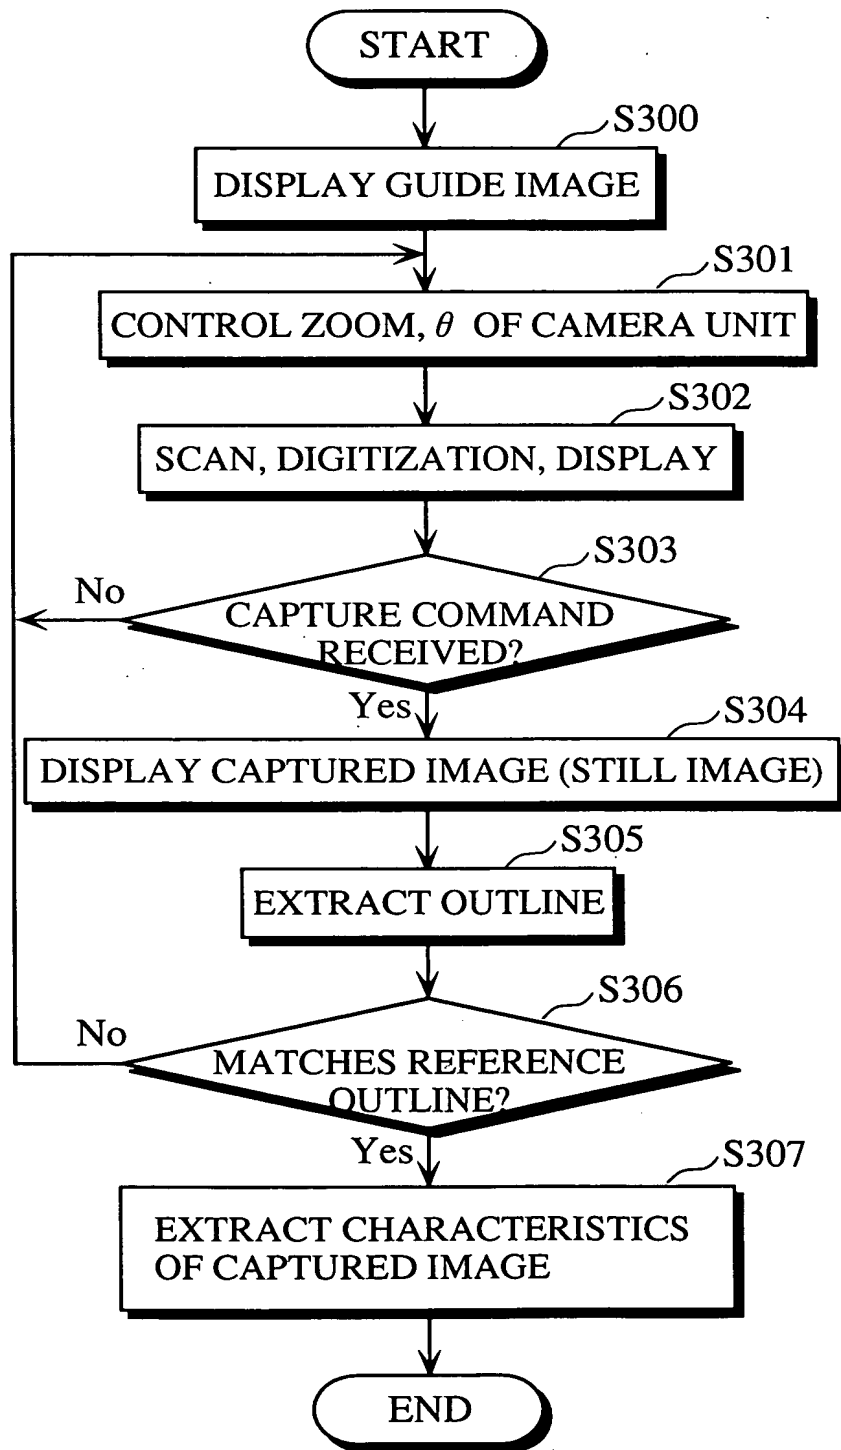 START
S300
DISPLAY GUIDE IMAGE
S301
CONTROL ZOOM, θ OF CAMERA UNIT
S302
SCAN, DIGITIZATION, DISPLAY
S303
No
CAPTURE COMMAND
RECEIVED?
Yes
S304
DISPLAY CAPTURED IMAGE (STILL IMAGE)
S305
EXTRACT OUTLINE
S306
No
MATCHES REFERENCE
OUTLINE?
Yes
S307
EXTRACT CHARACTERISTICS
OF CAPTURED IMAGE
END